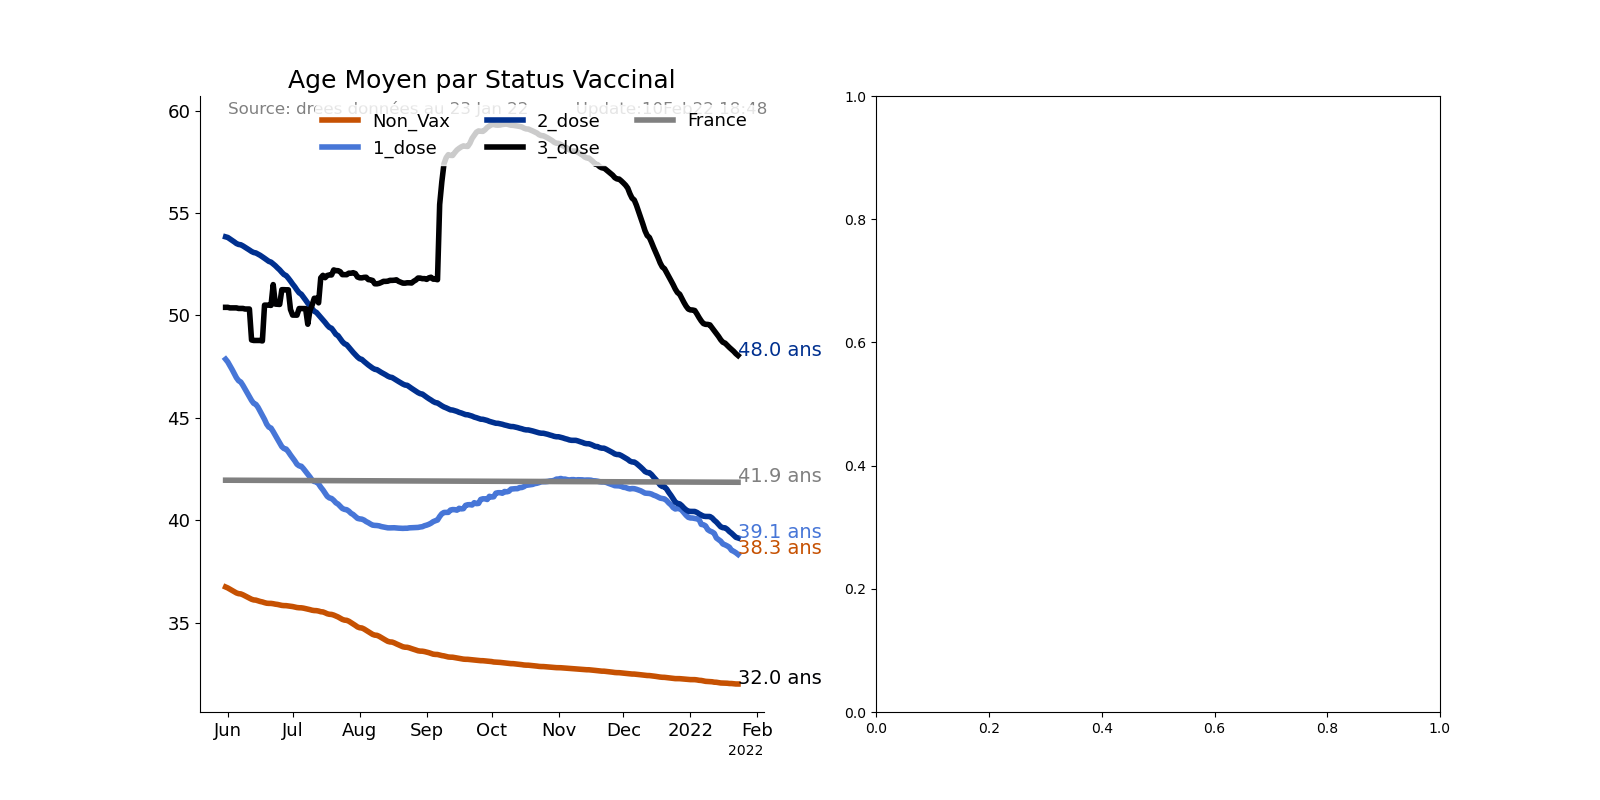 Age Moyen par Status Vaccinal
Source: drees données au 23 Jan 22 Update:10Feb22 18:48
Non_Vax 2_dose France
1_dose 3_dose
60
55
50
45
40
35
48.0 ans
41.9 ans
39.1 ans
38.3 ans
32.0 ans
Jun Jul Aug Sep Oct Nov Dec 2022 Feb
2022
1.0
0.8
0.6
0.4
0.2
0.0
0.0 0.2 0.4 0.6 0.8 1.0